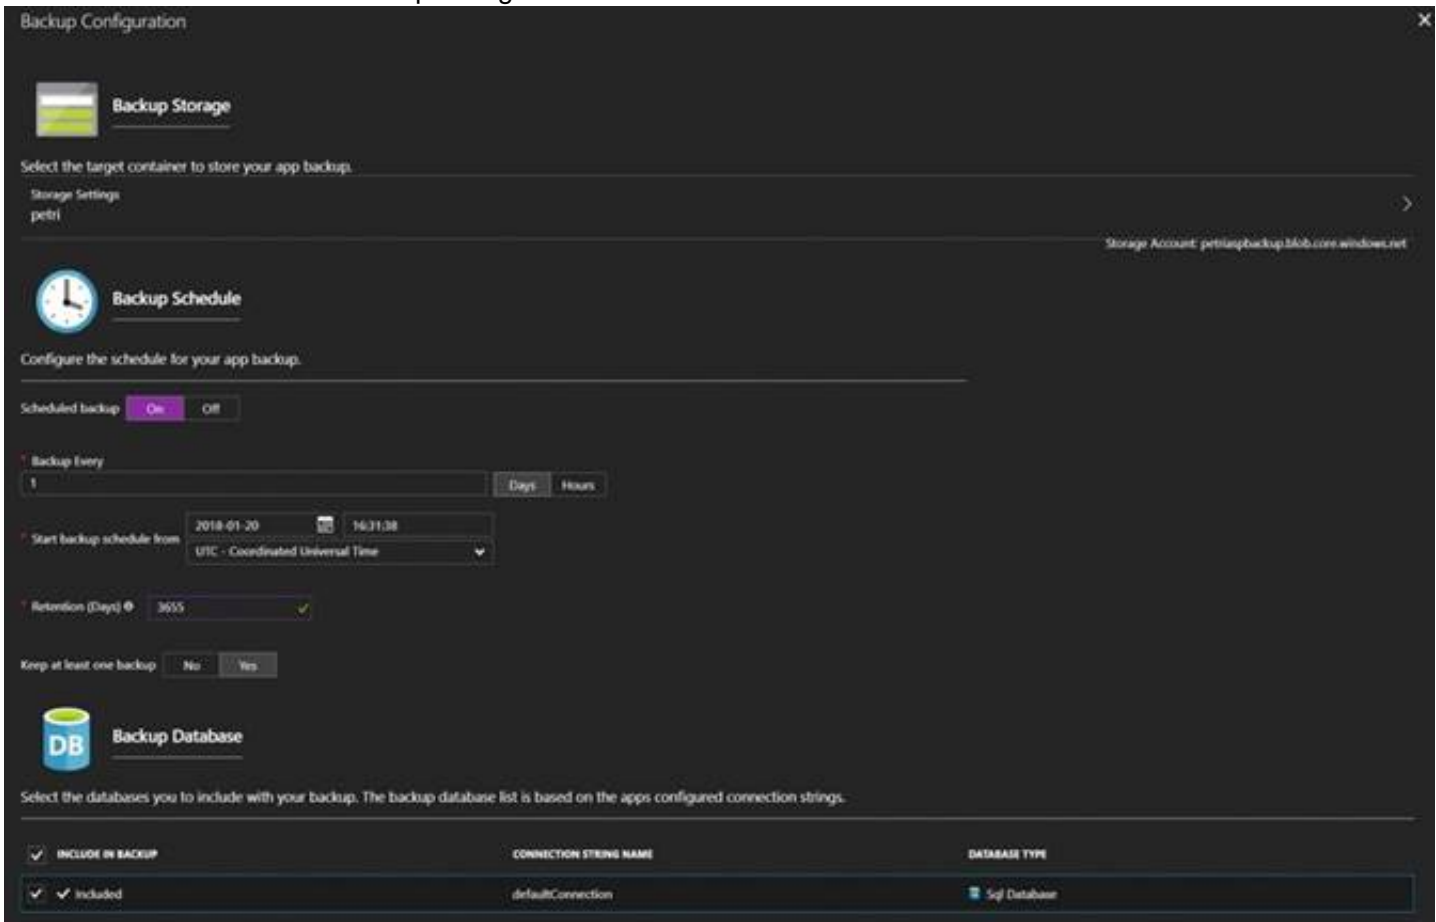 Backup Configuration
Backup Storage
Select the target container to store your app backup.
Storage Settings
petri
Storage Account: petriaspbackup.blob.core.windows.net
Backup Schedule
Configure the schedule for your app backup.
Scheduled backup On Off
* Backup Every
1 Days Hours
2018-01-20 16:31:38
* Start backup schedule from
UTC - Coordinated Universal Time
* Retention (Days) 3655
Keep at least one backup No Yes
DB Backup Database
Select the databases you to include with your backup. The backup database list is based on the apps configured connection strings.
INCLUDE IN BACKUP CONNECTION STRING NAME DATABASE TYPE
Included defaultConnection Sql Database